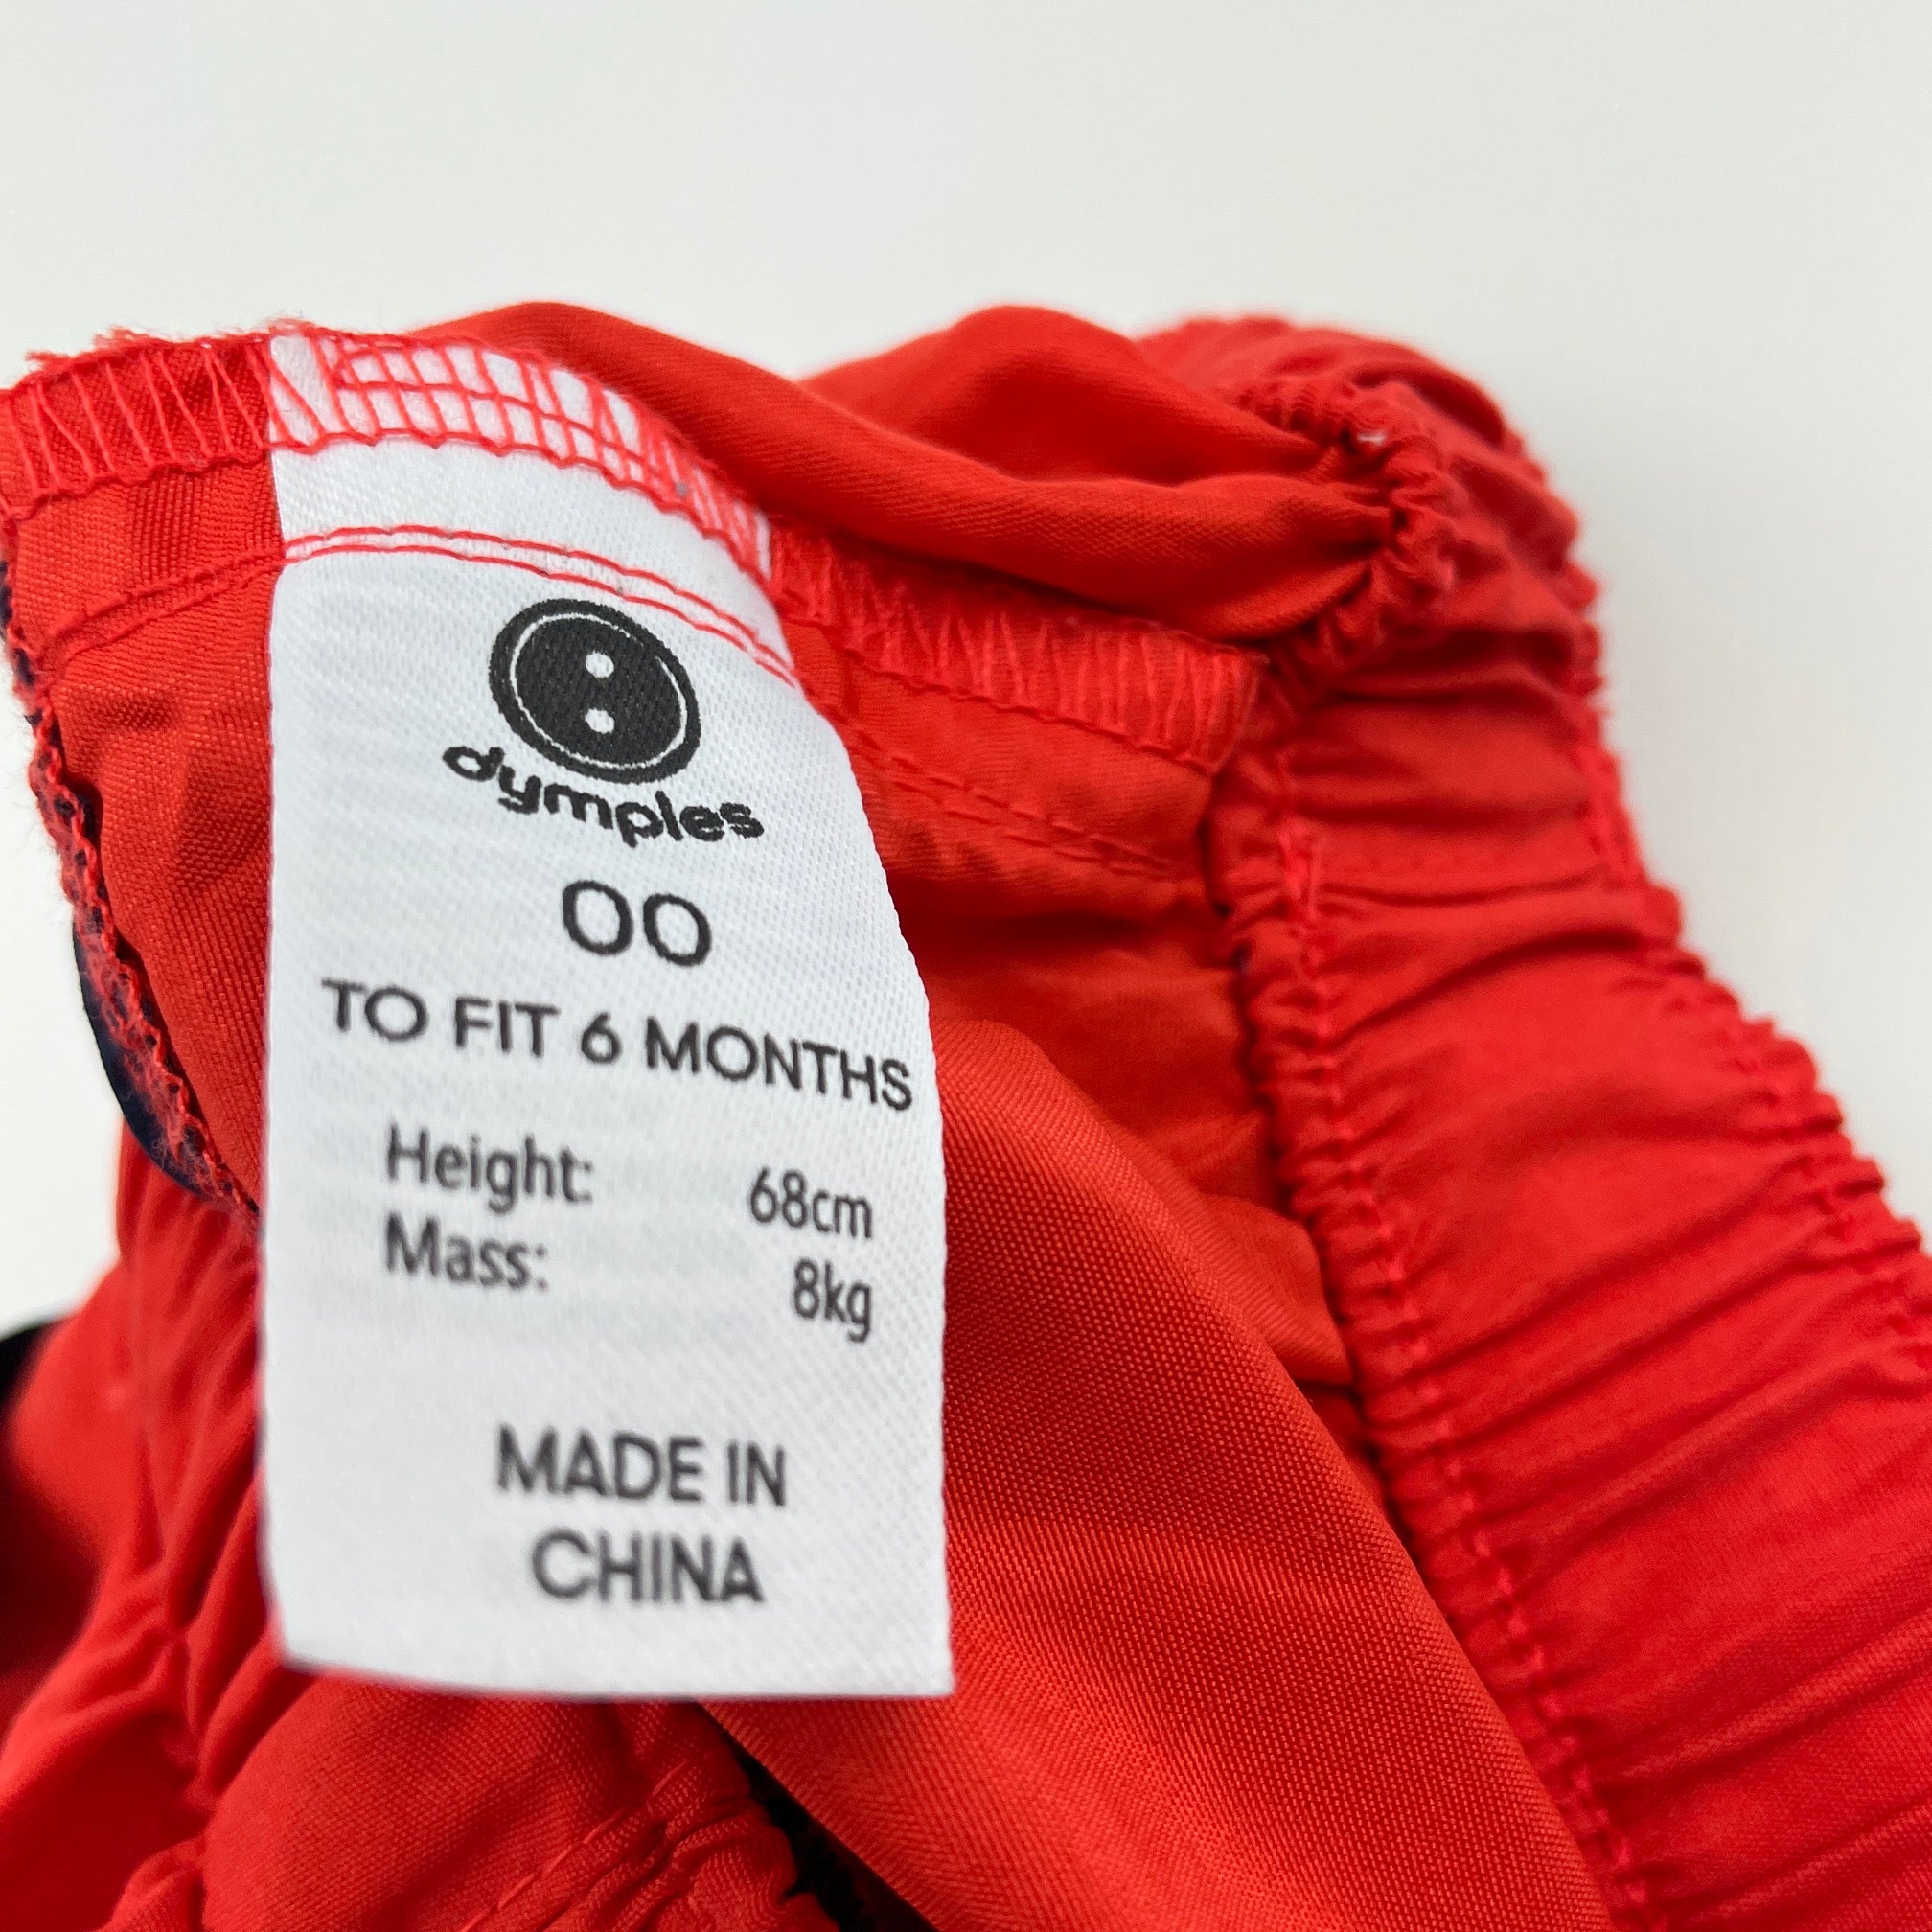 dymples
00
TO FIT 6 MONTHS
Height: 68cm
Mass: 8kg
MADE IN
CHINA